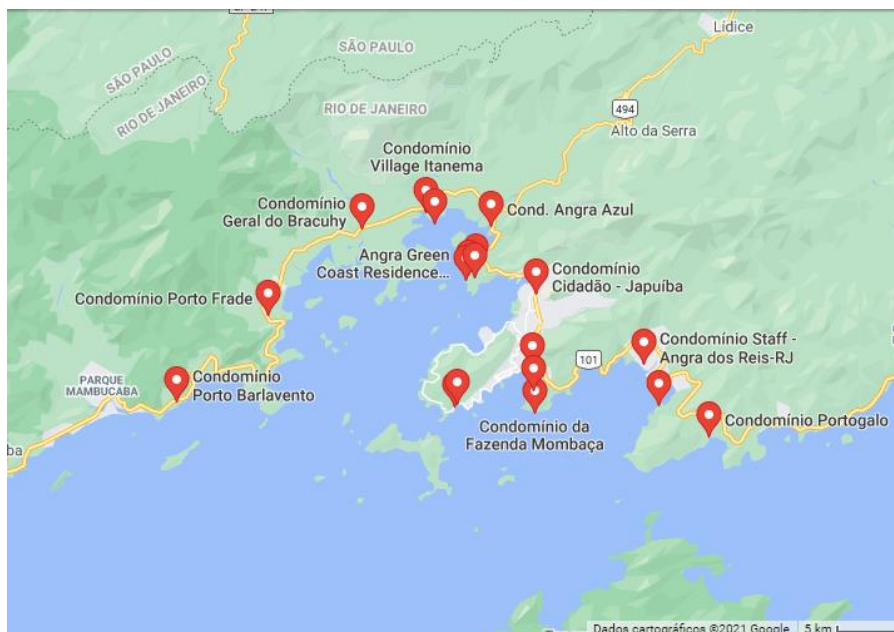 Lídice
SÃO PAULO
SÃO PAULO
RIO DE JANEIRO
RIO DE JANEIRO
494
Alto da Serra
Condomínio
Village Itanema
Condomínio
Geral do Bracuhy
Cond. Angra Azul
Angra Green
Coast Residence...
Condomínio
Cidadão - Japuíba
Condomínio Porto Frade
Condomínio Staff -
Angra dos Reis-RJ
101
PARQUE
MAMBUCABA
Condomínio
Porto Barlavento
Condomínio da
Fazenda Mombaça
Condomínio Portogalo
ba
Dados cartográficos ©2021 Google
5 km